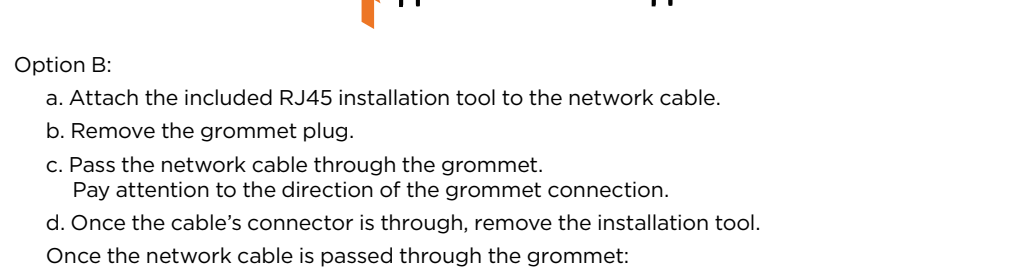 Option B:
a. Attach the included RJ45 installation tool to the network cable.
b. Remove the grommet plug.
c. Pass the network cable through the grommet.
Pay attention to the direction of the grommet connection.
d. Once the cable’s connector is through, remove the installation tool.
Once the network cable is passed through the grommet: